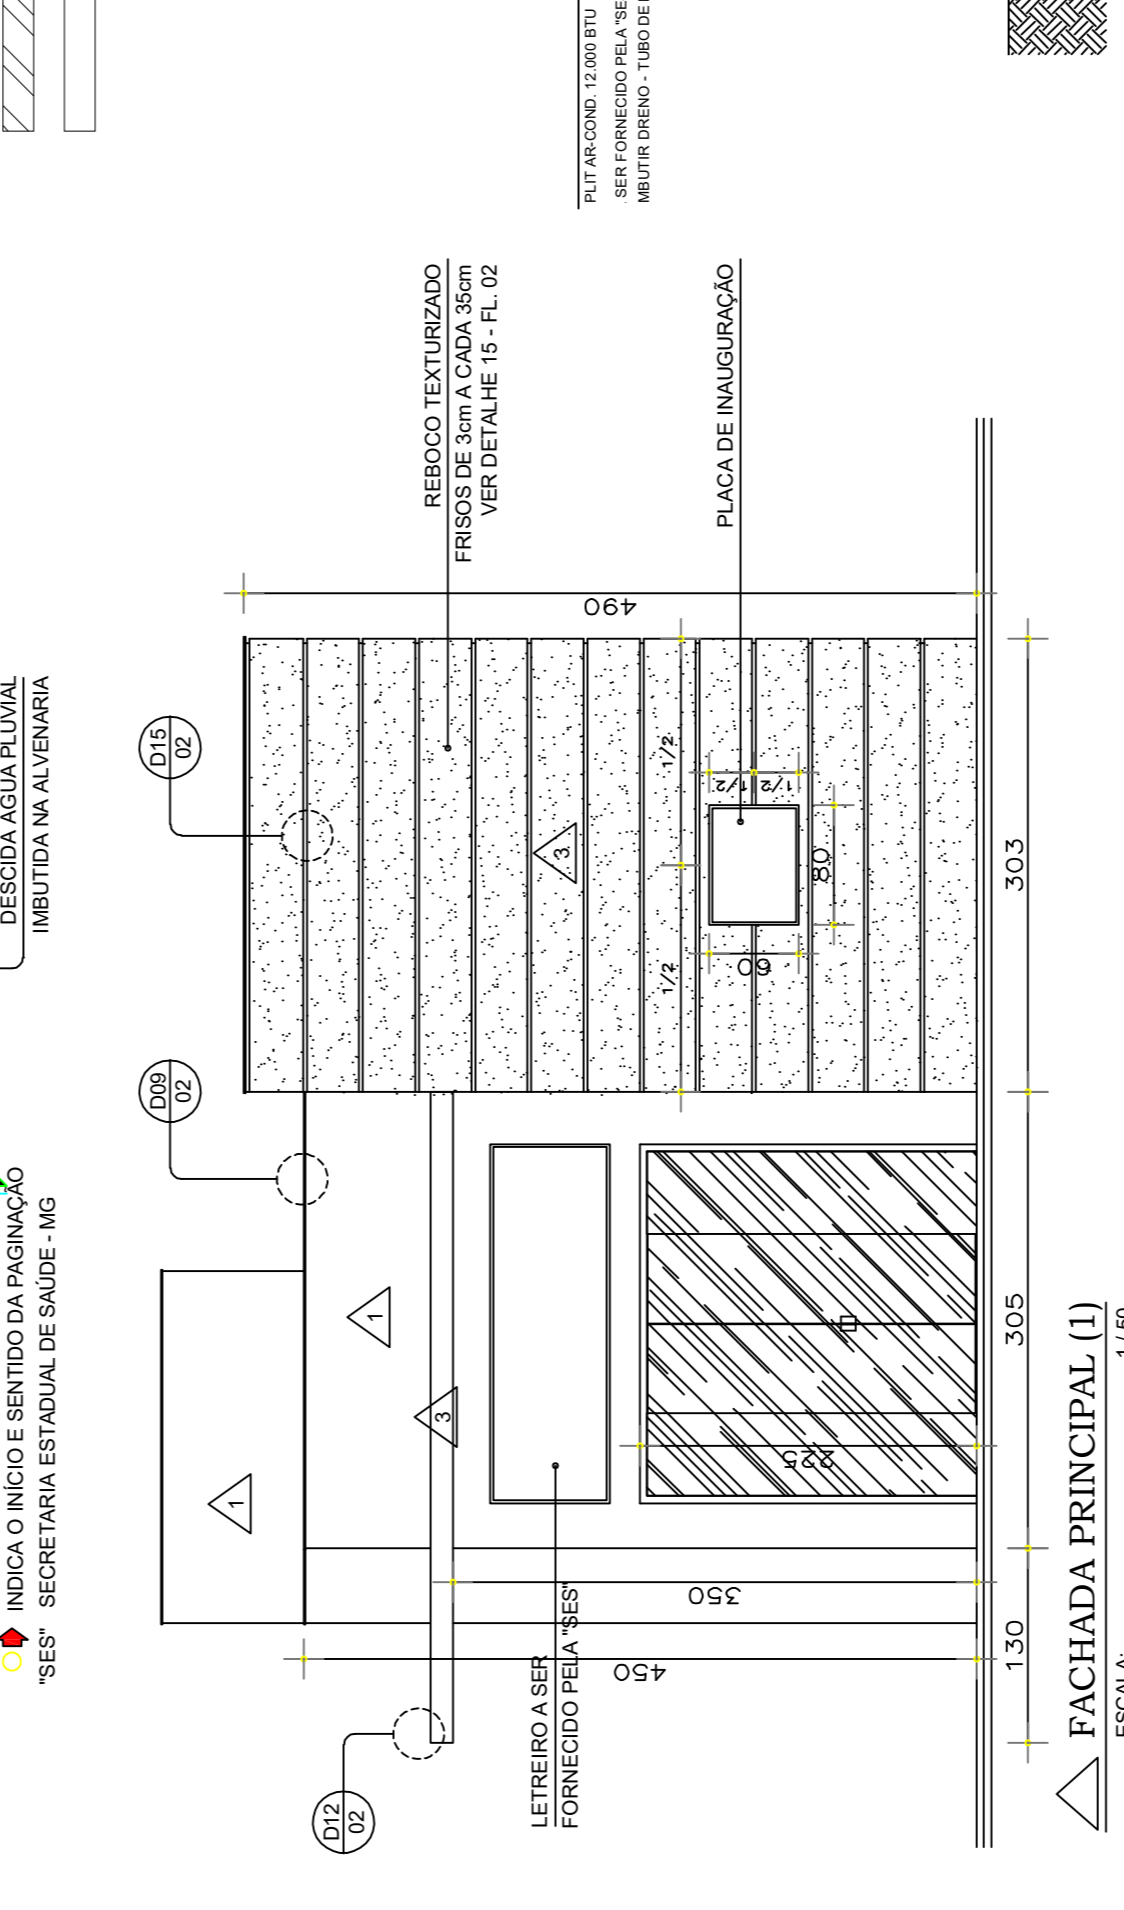 INDICA O INÍCIO E SENTIDO DA PAGINAÇÃO
"SES" SECRETARIA ESTADUAL DE SAÚDE - MG
DESCIDA AGUA PLUVIAL
IMBUTIDA NA ALVENARIA
D12
02
D09
02
D15
02
REBOCO TEXTURIZADO
FRISOS DE 3cm A CADA 35cm
VER DETALHE 15 - FL. 02
PLACA DE INAUGURAÇÃO
PLIT AR-COND. 12.000 BTU
SER FORNECIDO PELA "SE
MBUTIR DRENO - TUBO DE
LETREIRO A SER
FORNECIDO PELA "SES"
1
1
3
3
450
350
225
490
1/2
1/2
1/2
1/2
60
80
130
305
303
FACHADA PRINCIPAL (1)
ESCALA:
1 / 50